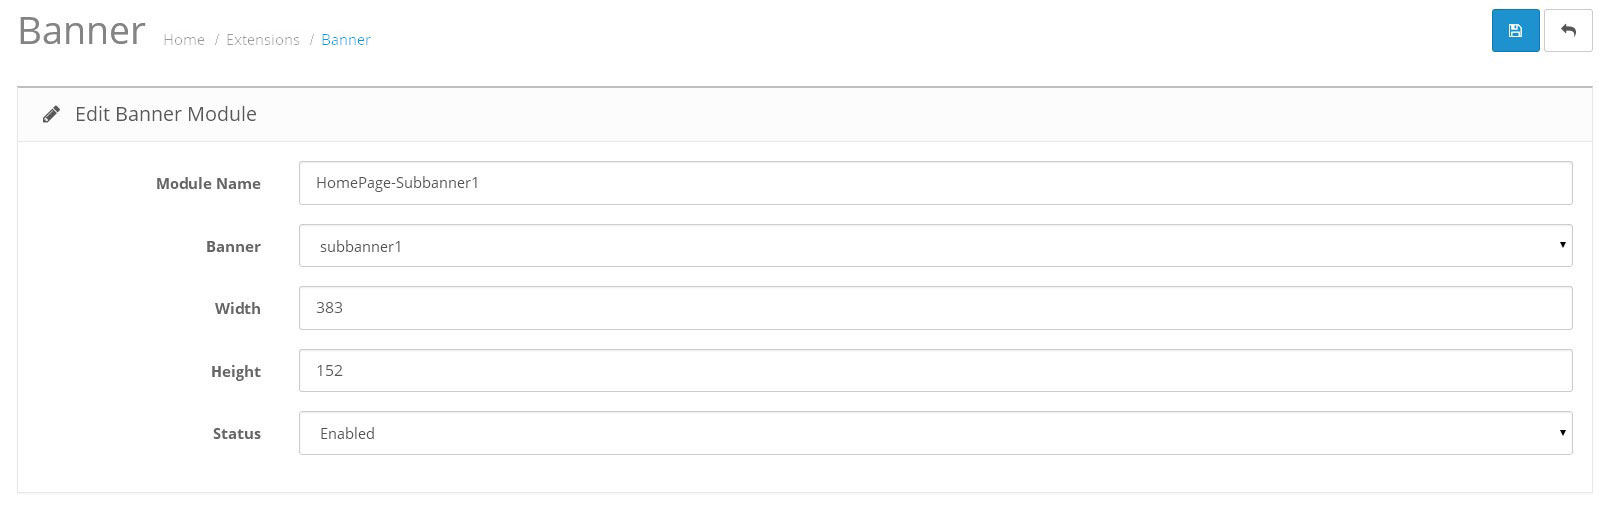 Banner Home / Extensions / Banner
Edit Banner Module
Module Name HomePage-Subbanner1
Banner subbanner1
Width 383
Height 152
Status Enabled